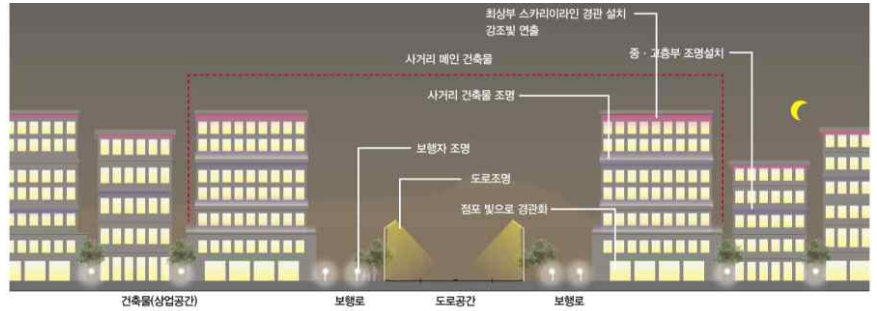 최상부 스카리이라인 경관 설치
강조빛 연출
중·고층부 조명설치
사거리 메인 건축물
사거리 건축물 조명
보행자 조명
도로조명
점포 빛으로 경관화
건축물(상업공간)
보행로
도로공간
보행로